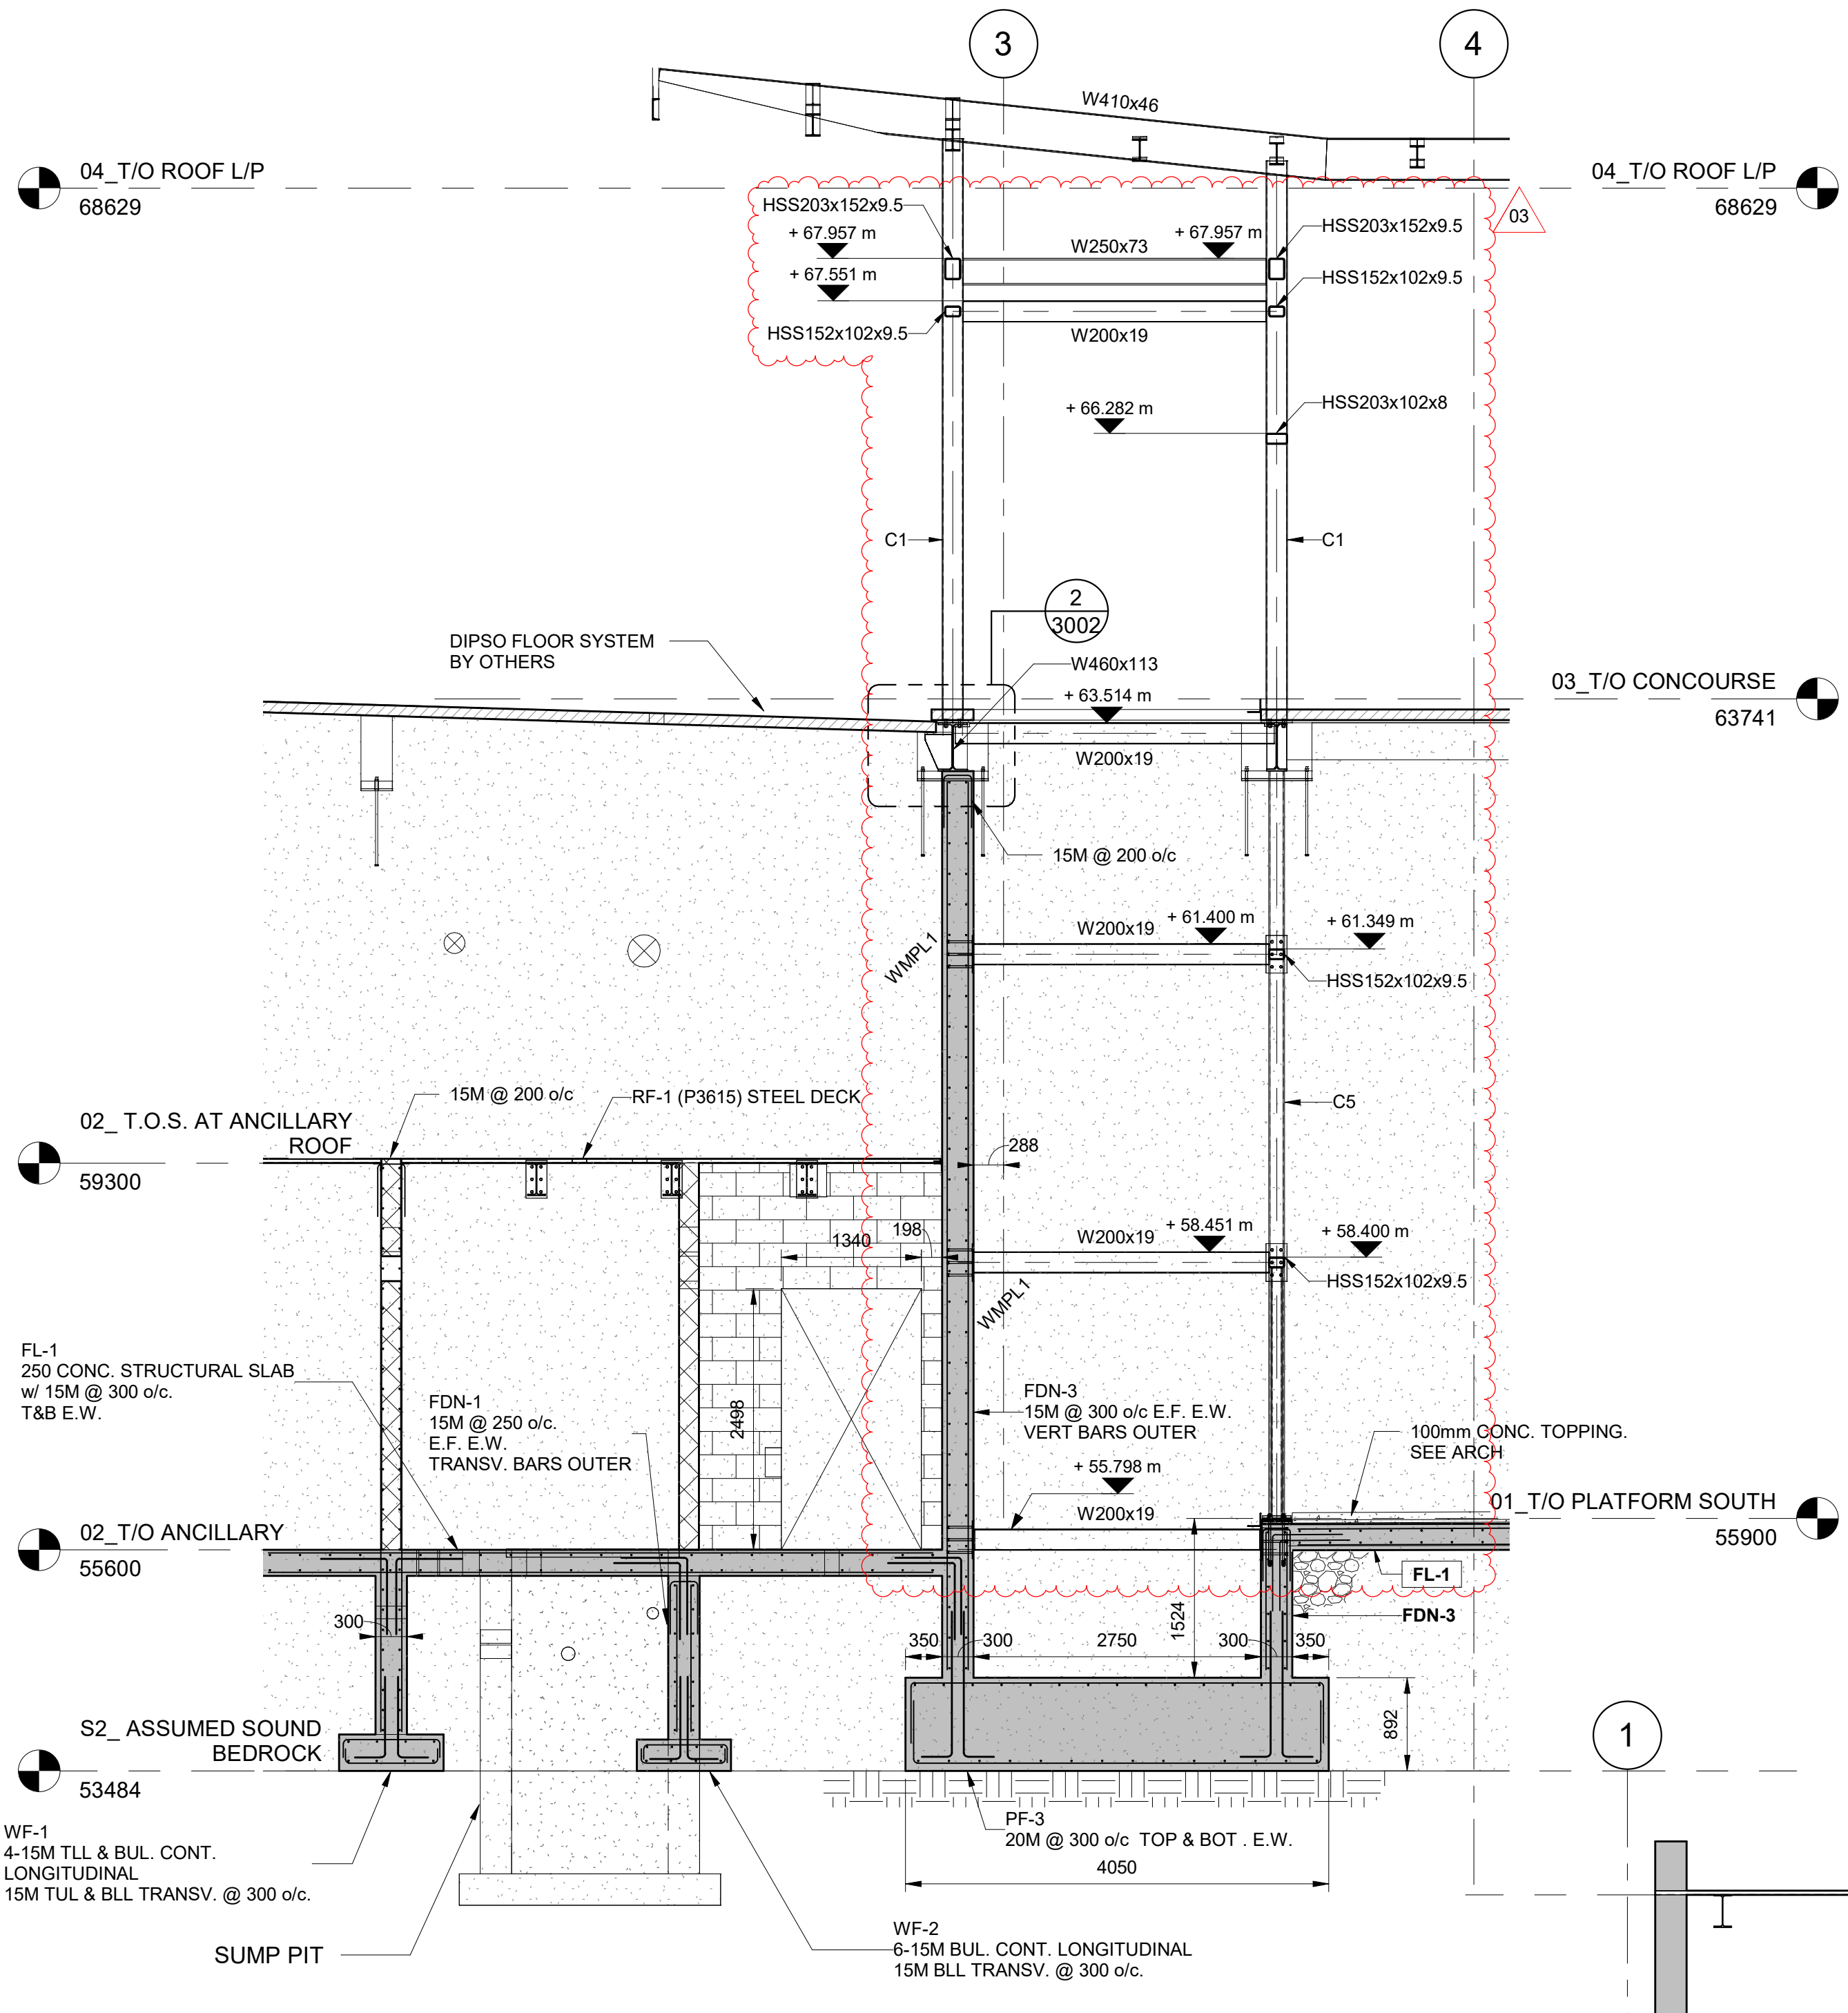 3
4
W410x46
04_T/O ROOF L/P
68629
04_T/O ROOF L/P
68629
03
HSS203x152x9.5
+ 67.957 m
+ 67.551 m
HSS152x102x9.5
W250x73
+ 67.957 m
W200x19
HSS203x152x9.5
HSS152x102x9.5
+ 66.282 m
HSS203x102x8
C1
C1
2
3002
DIPSO FLOOR SYSTEM
BY OTHERS
W460x113
+ 63.514 m
03_T/O CONCOURSE
63741
W200x19
15M @ 200 o/c
WMPL1
W200x19
+ 61.400 m
+ 61.349 m
HSS152x102x9.5
15M @ 200 o/c
RF-1 (P3615) STEEL DECK
C5
02_ T.O.S. AT ANCILLARY
ROOF
59300
288
198
1340
W200x19
+ 58.451 m
+ 58.400 m
HSS152x102x9.5
WMPL1
FL-1
250 CONC. STRUCTURAL SLAB
w/ 15M @ 300 o/c.
T&B E.W.
FDN-1
15M @ 250 o/c.
E.F. E.W.
TRANSV. BARS OUTER
2498
FDN-3
15M @ 300 o/c E.F. E.W.
VERT BARS OUTER
+ 55.798 m
W200x19
100mm CONC. TOPPING.
SEE ARCH
01_T/O PLATFORM SOUTH
55900
02_T/O ANCILLARY
55600
FL-1
FDN-3
300
1524
350
300
2750
300
350
892
S2_ ASSUMED SOUND
BEDROCK
53484
1
WF-1
4-15M TLL & BUL. CONT.
LONGITUDINAL
15M TUL & BLL TRANSV. @ 300 o/c.
PF-3
20M @ 300 o/c  TOP & BOT . E.W.
4050
SUMP PIT
WF-2
6-15M BUL. CONT. LONGITUDINAL
15M BLL TRANSV. @ 300 o/c.